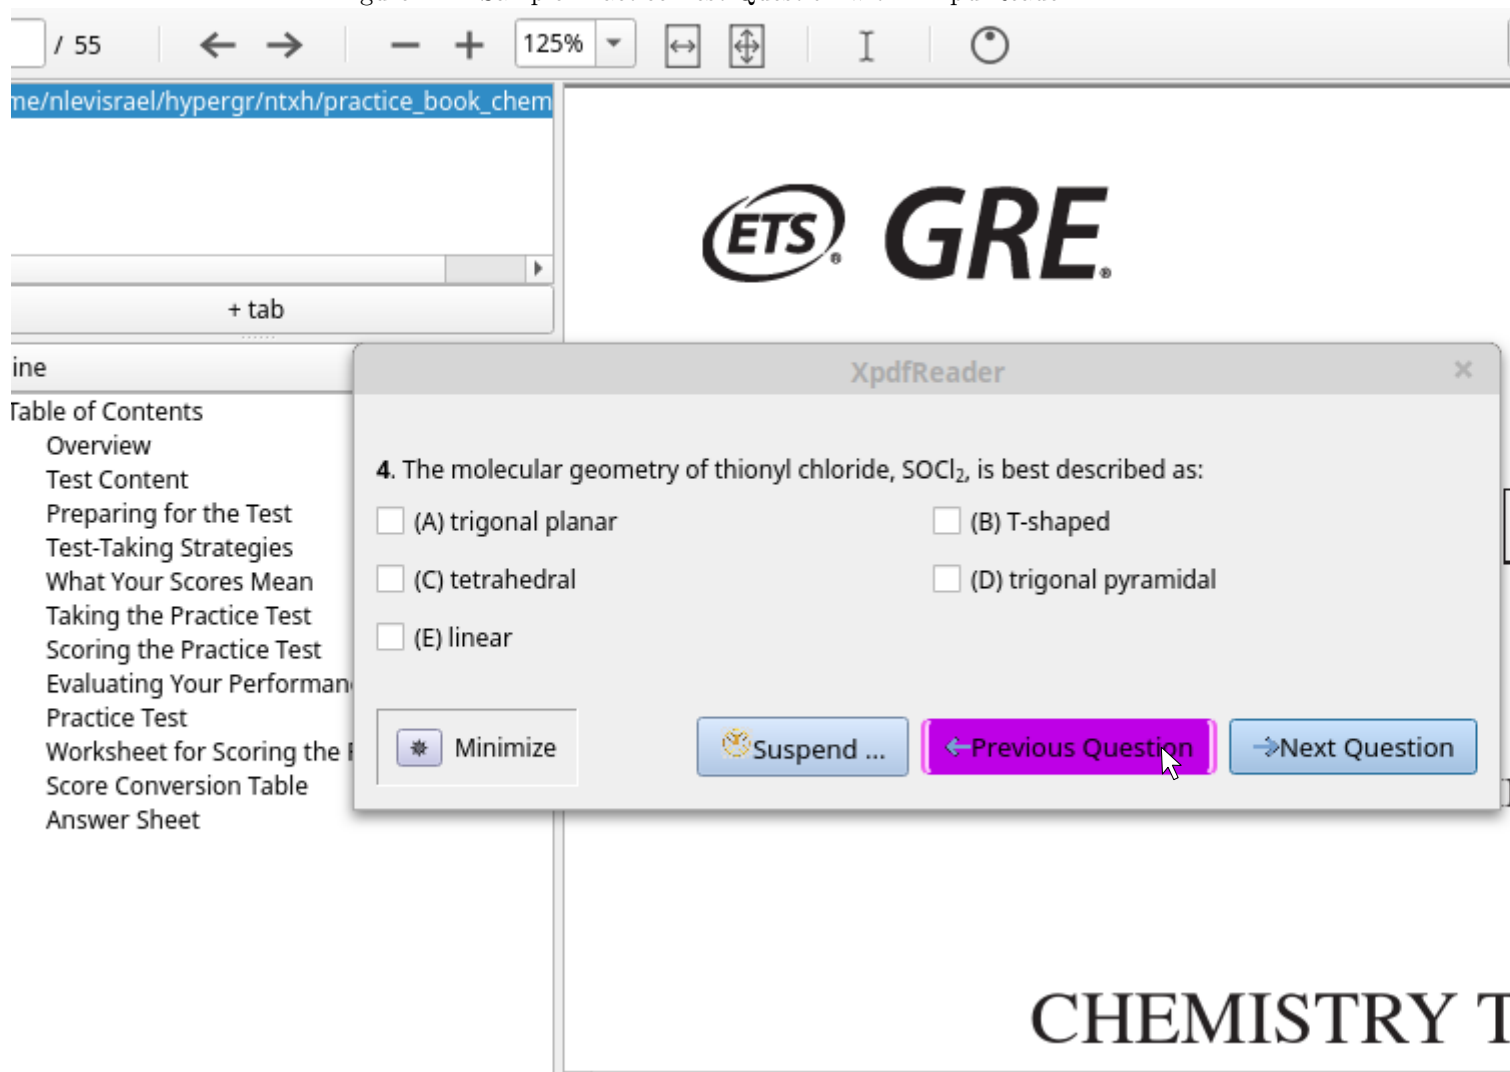 / 55
125%
me/nlevisrael/hypergr/ntxh/practice_book_chem
+ tab
ETS® GRE®
ine
XpdfReader
Table of Contents
Overview
Test Content
Preparing for the Test
Test-Taking Strategies
What Your Scores Mean
Taking the Practice Test
Scoring the Practice Test
Evaluating Your Performan
Practice Test
Worksheet for Scoring the
Score Conversion Table
Answer Sheet
4. The molecular geometry of thionyl chloride, SOCl₂, is best described as:
(A) trigonal planar
(B) T-shaped
(C) tetrahedral
(D) trigonal pyramidal
(E) linear
Minimize
Suspend ...
Previous Question
Next Question
CHEMISTRY T